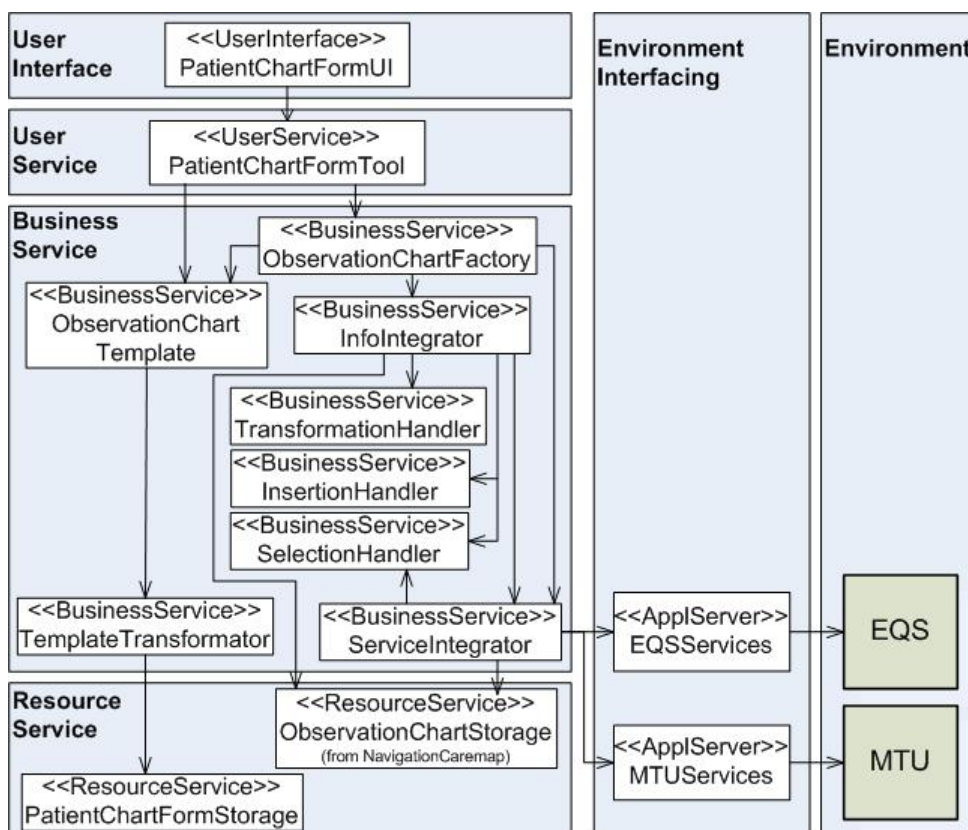 User
Interface
<<UserInterface>>
PatientChartFormUI
User
Service
<<UserService>>
PatientChartFormTool
Business
Service
<<BusinessService>>
ObservationChartFactory
<<BusinessService>>
ObservationChart
Template
<<BusinessService>>
InfoIntegrator
<<BusinessService>>
TransformationHandler
<<BusinessService>>
InsertionHandler
<<BusinessService>>
SelectionHandler
<<BusinessService>>
TemplateTransformator
<<BusinessService>>
ServiceIntegrator
Resource
Service
<<ResourceService>>
ObservationChartStorage
(from NavigationCaremap)
<<ResourceService>>
PatientChartFormStorage
Environment
Interfacing
<<ApplServer>>
EQSServices
<<ApplServer>>
MTUServices
Environment
EQS
MTU